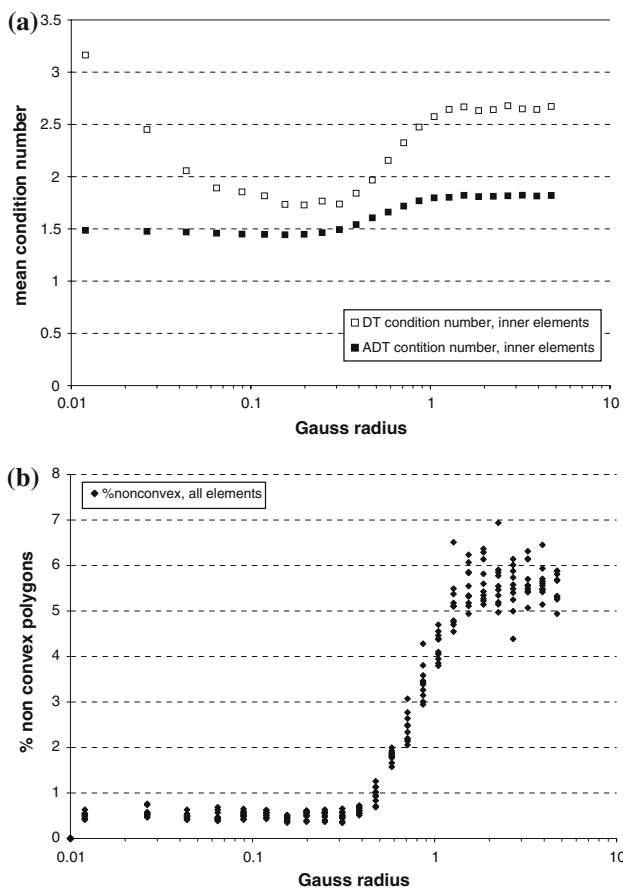 (a)
3.5
3
2.5
2
1.5
1
0.5
0
mean condition number
DT condition number, inner elements
ADT contition number, inner elements
0.01 0.1 1 10
Gauss radius
(b)
8
7
6
5
4
3
2
1
0
% non convex polygons
%nonconvex, all elements
0.01 0.1 1 10
Gauss radius